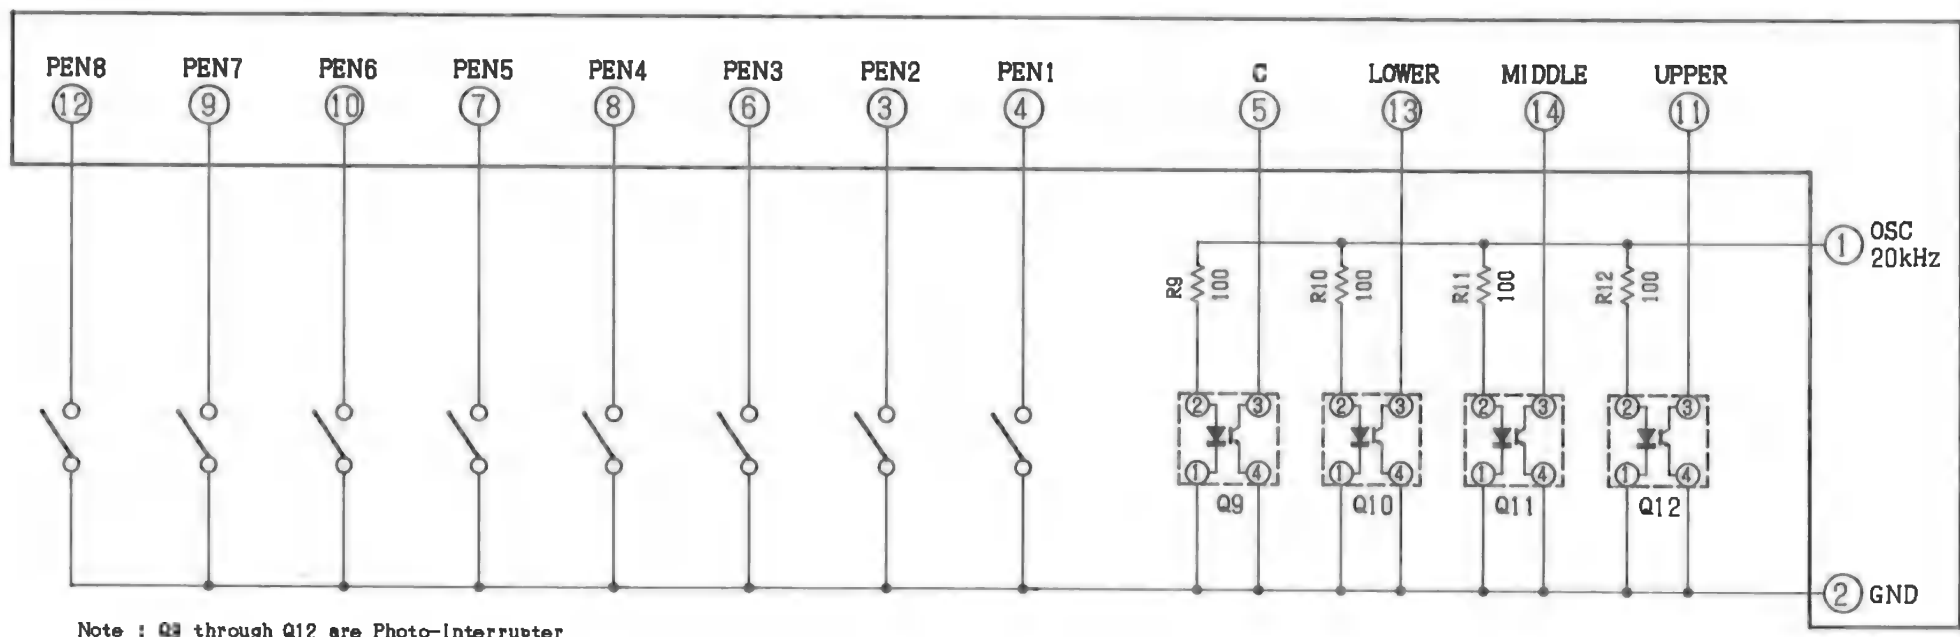 PEN8 PEN7 PEN6 PEN5 PEN4 PEN3 PEN2 PEN1 C LOWER MIDDLE UPPER
12 9 10 7 8 6 3 4 5 13 14 11
1 OSC
20kHz
R9 100 R10 100 R11 100 R12 100
2 3 2 3 2 3 2 3
1 4 1 4 1 4 1 4
Q9 Q10 Q11 Q12
2 GND
Note : Q9 through Q12 are Photo-Interrupter